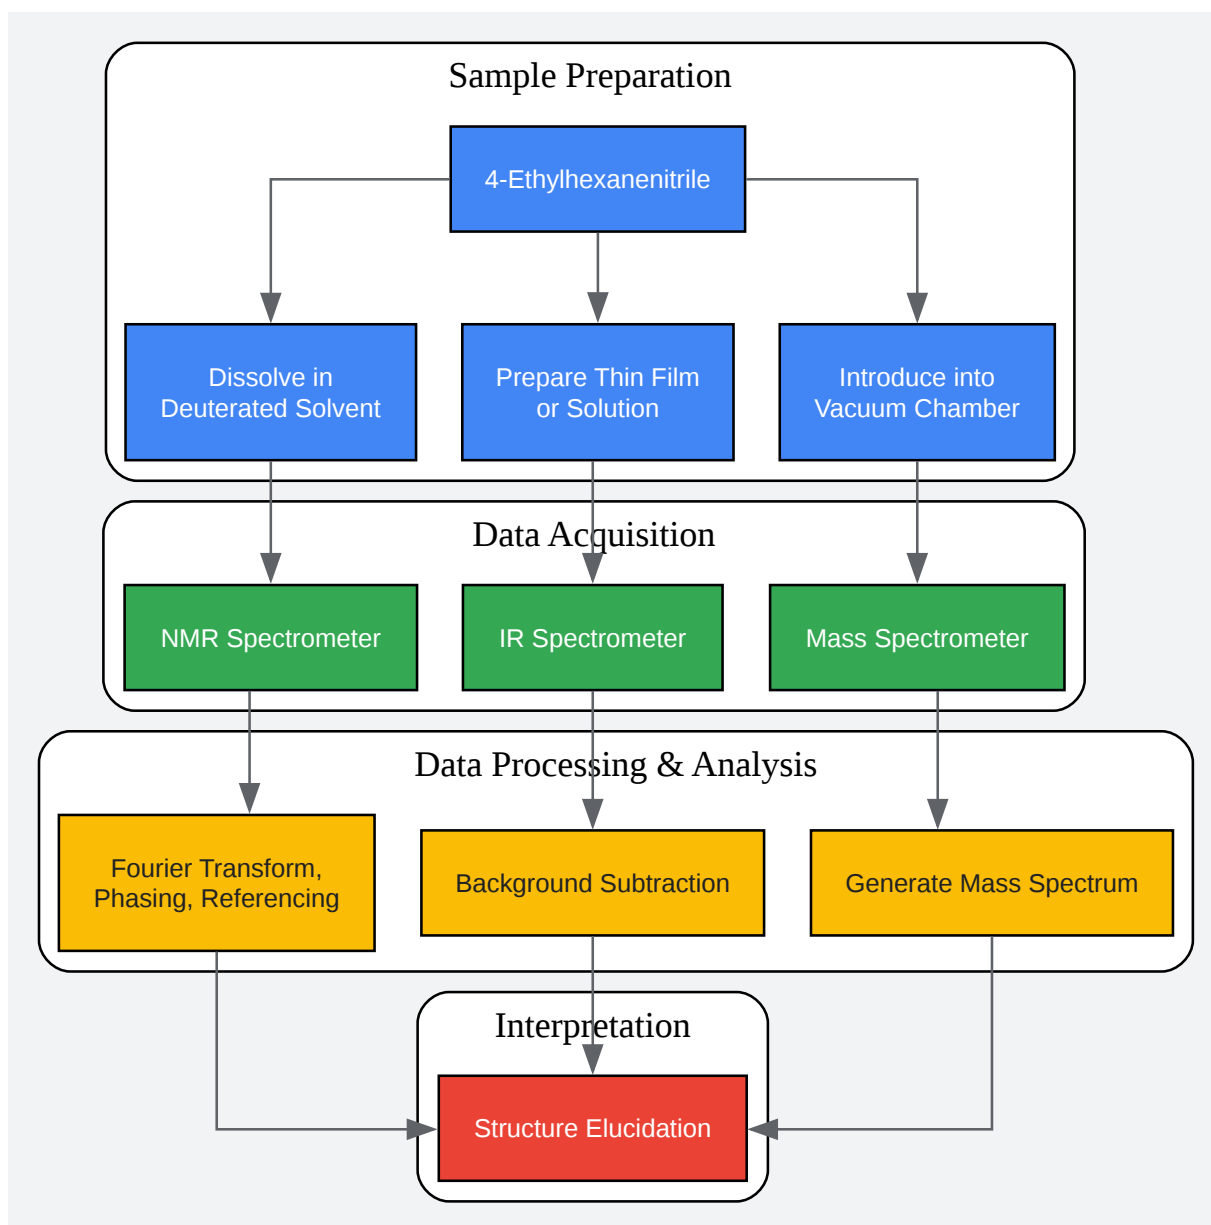 Sample Preparation
4-Ethylhexanenitrile
Dissolve in
Deuterated Solvent
Prepare Thin Film
or Solution
Introduce into
Vacuum Chamber
Data Acquisition
NMR Spectrometer
IR Spectrometer
Mass Spectrometer
Data Processing & Analysis
Fourier Transform,
Phasing, Referencing
Background Subtraction
Generate Mass Spectrum
Interpretation
Structure Elucidation